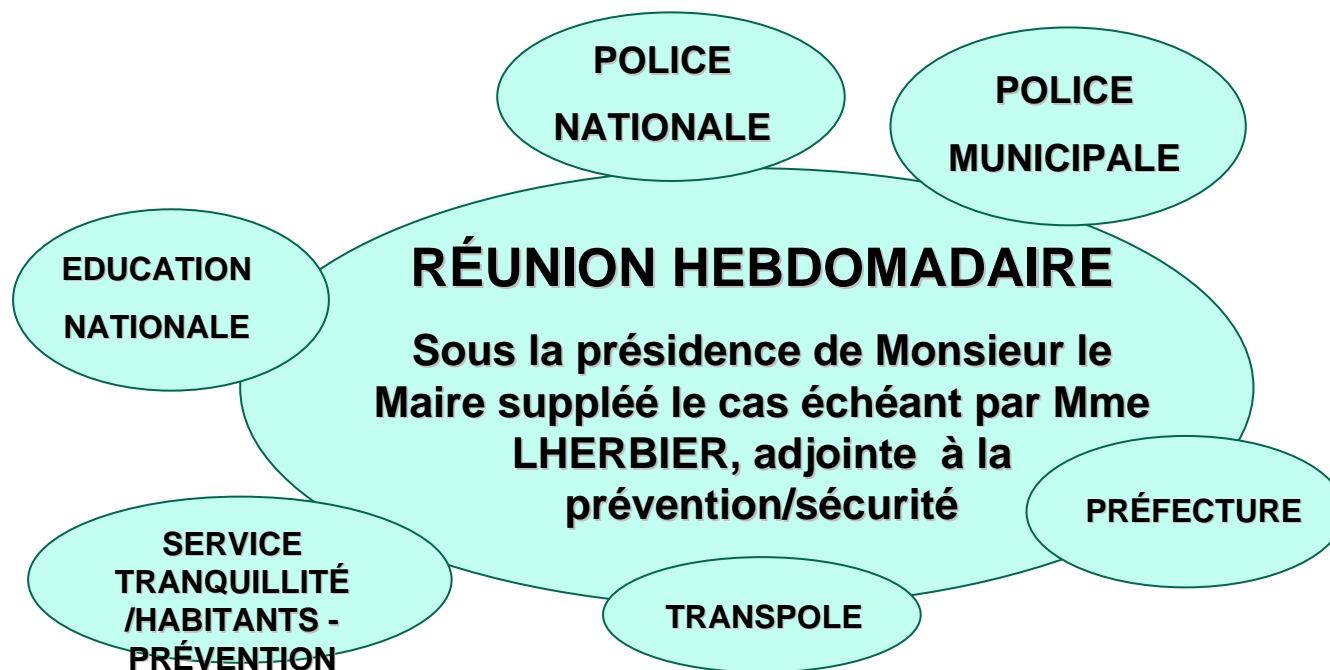 POLICE
NATIONALE
POLICE
MUNICIPALE
EDUCATION
NATIONALE
RÉUNION HEBDOMADAIRE
Sous la présidence de Monsieur le
Maire suppléé le cas échéant par Mme
LHERBIER, adjointe à la
prévention/sécurité
PRÉFECTURE
SERVICE
TRANQUILLITÉ
/HABITANTS -
PRÉVENTION
TRANSPOLE